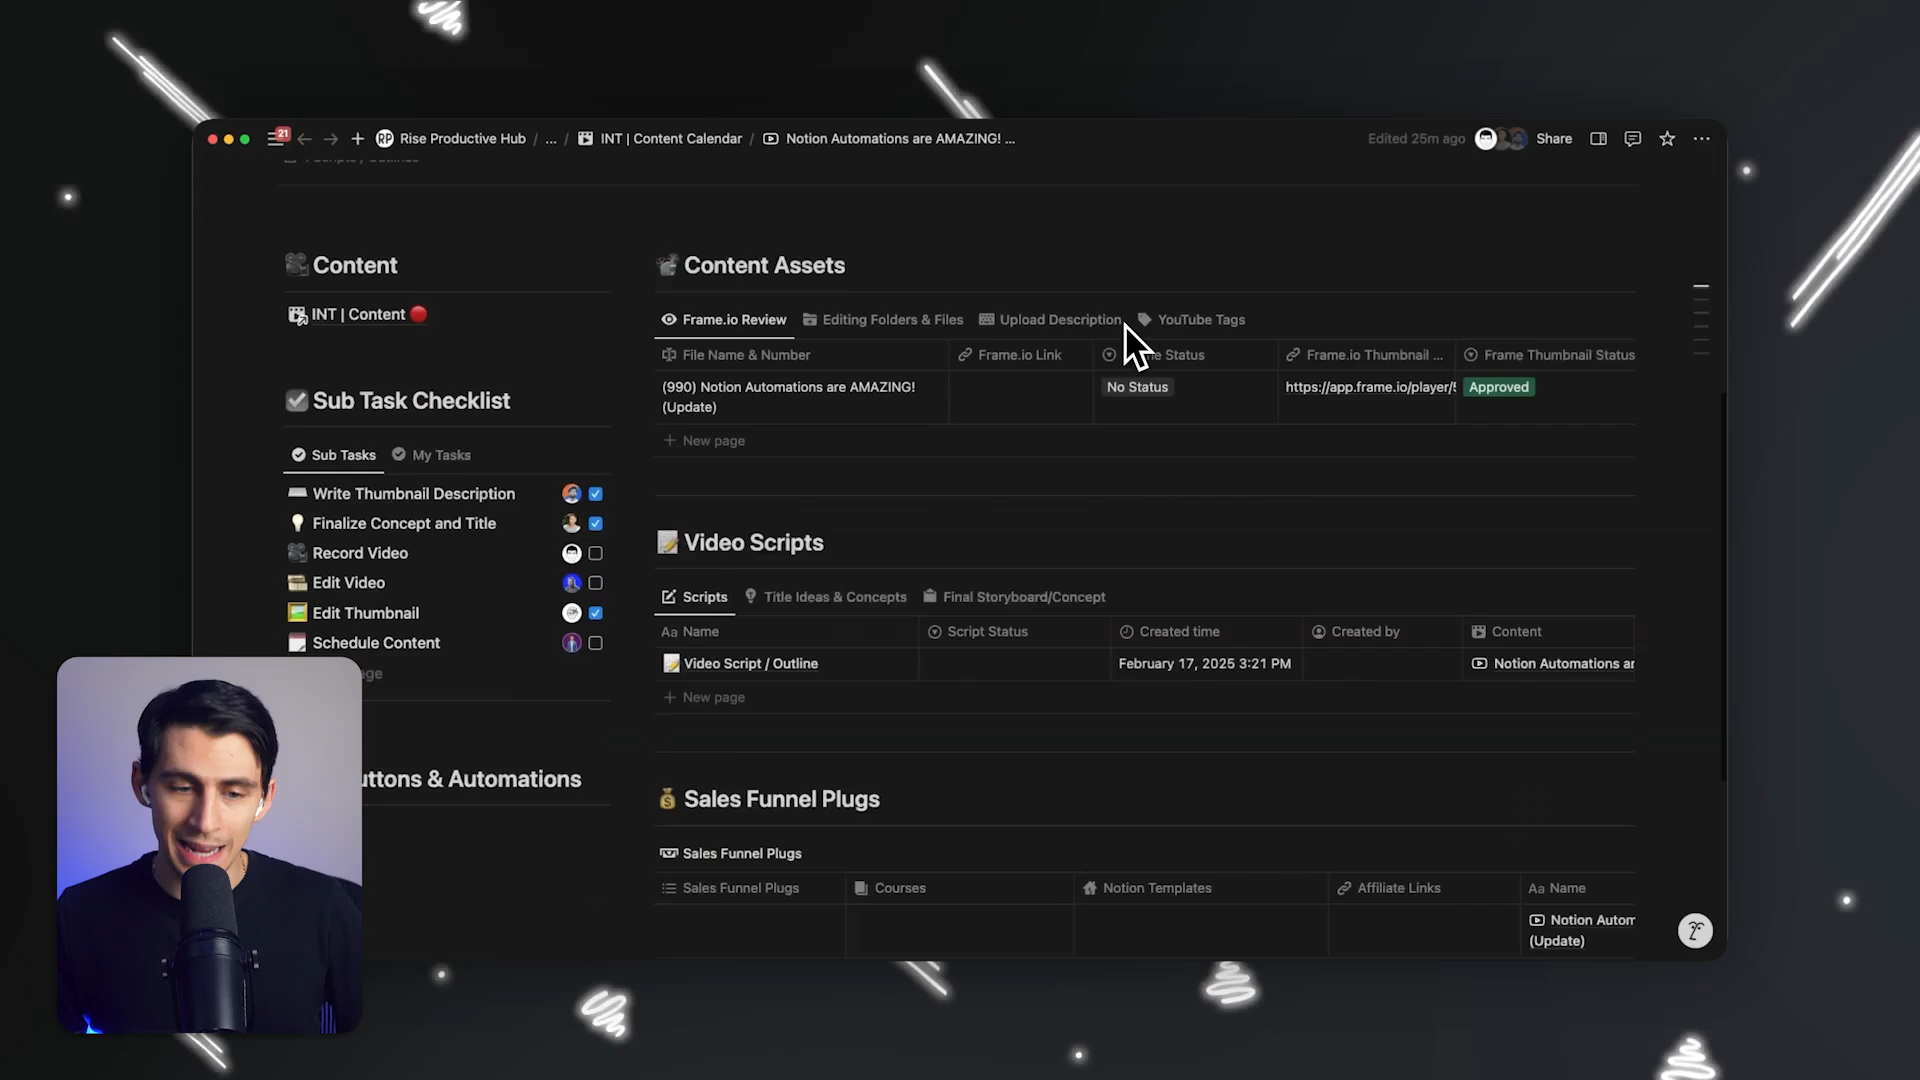 21
RP Rise Productive Hub / ... / INT | Content Calendar / Notion Automations are AMAZING! ...
Edited 25m ago
Share
Content
INT | Content
Sub Task Checklist
Sub Tasks
My Tasks
Write Thumbnail Description
Finalize Concept and Title
Record Video
Edit Video
Edit Thumbnail
Schedule Content
uttons & Automations
Content Assets
Frame.io Review
Editing Folders & Files
Upload Description
YouTube Tags
File Name & Number
Frame.io Link
Status
Frame.io Thumbnail ...
Frame Thumbnail Status
(990) Notion Automations are AMAZING!
(Update)
No Status
https://app.frame.io/player/5
Approved
+ New page
Video Scripts
Scripts
Title Ideas & Concepts
Final Storyboard/Concept
Aa Name
Script Status
Created time
Created by
Content
Video Script / Outline
February 17, 2025 3:21 PM
Notion Automations ar
+ New page
Sales Funnel Plugs
Sales Funnel Plugs
Sales Funnel Plugs
Courses
Notion Templates
Affiliate Links
Aa Name
Notion Autom
(Update)